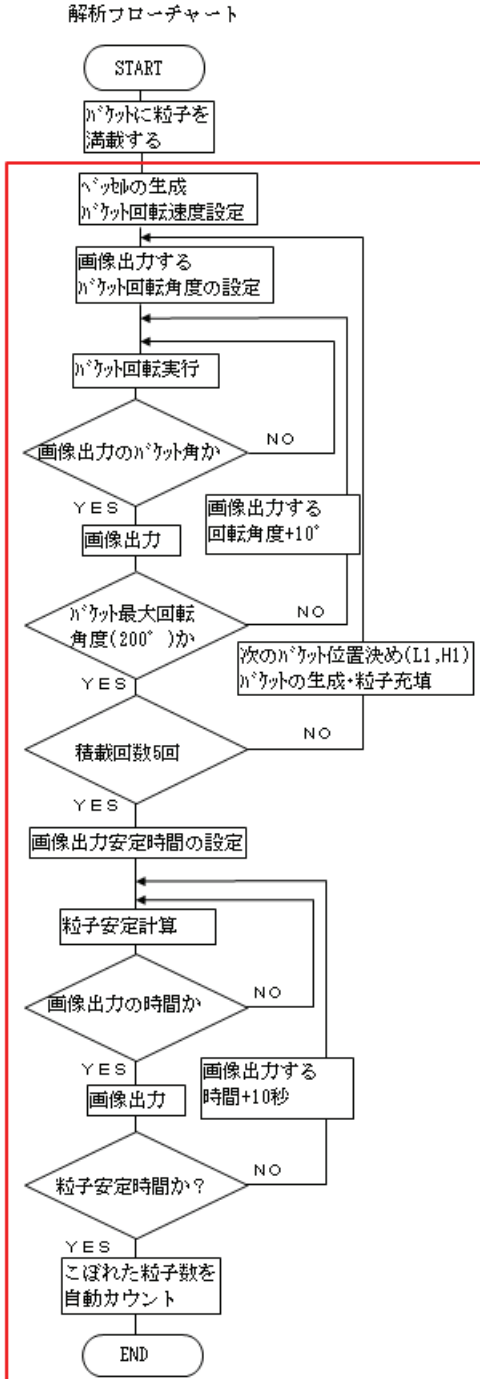 解析フローチャート
START
バケットに粒子を
満載する
ベッセルの生成
バケット回転速度設定
画像出力する
バケット回転角度の設定
バケット回転実行
画像出力のバケット角か
NO
YES
画像出力する
回転角度+10°
画像出力
バケット最大回転
角度(200°)か
NO
YES
次のバケット位置決め(L1,H1)
バケットの生成・粒子充填
積載回数5回
NO
YES
画像出力安定時間の設定
粒子安定計算
画像出力の時間か
NO
YES
画像出力する
時間+10秒
画像出力
粒子安定時間か?
NO
YES
こぼれた粒子数を
自動カウント
END